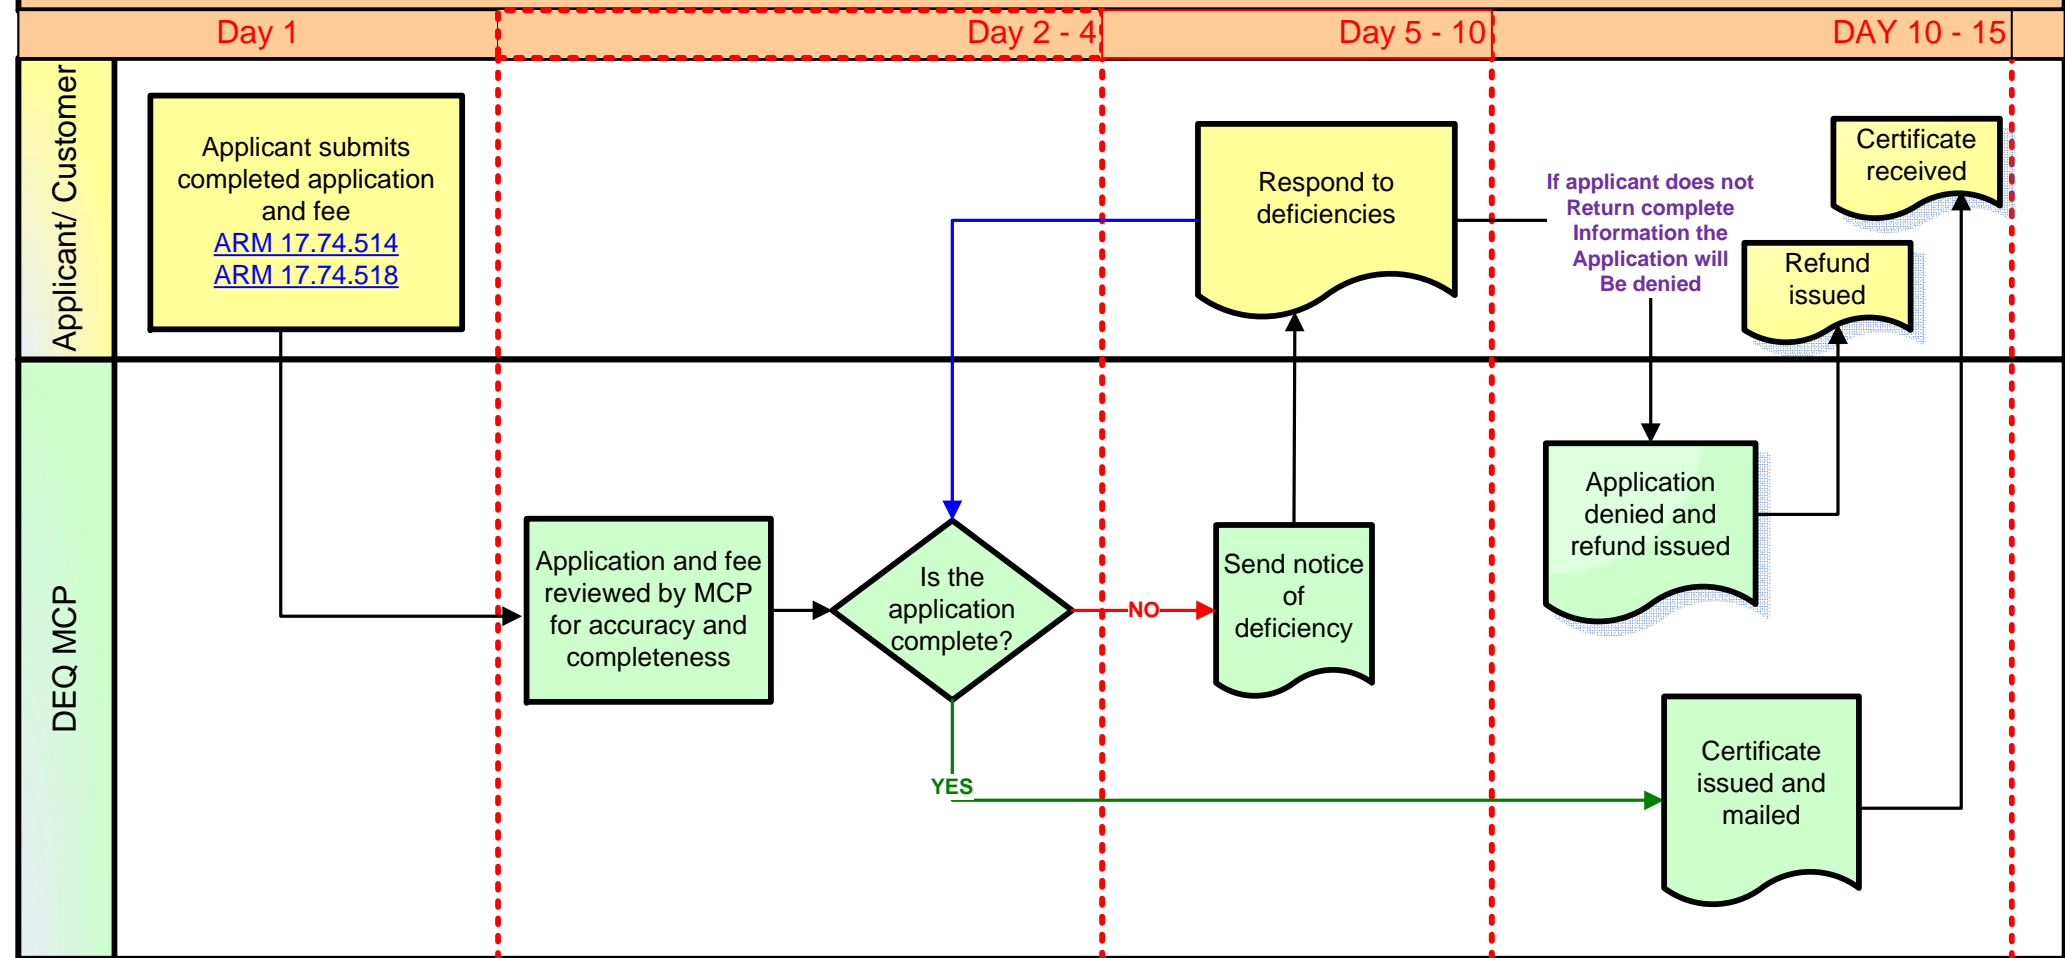 Day 1
Day 2 - 4
Day 5 - 10
DAY 10 - 15
Applicant/ Customer
Applicant submits
completed application
and fee
ARM 17.74.514
ARM 17.74.518
Respond to
deficiencies
If applicant does not
Return complete
Information the
Application will
Be denied
Certificate
received
Refund
issued
DEQ MCP
Application and fee
reviewed by MCP
for accuracy and
completeness
Is the
application
complete?
NO
YES
Send notice
of
deficiency
Application
denied and
refund issued
Certificate
issued and
mailed